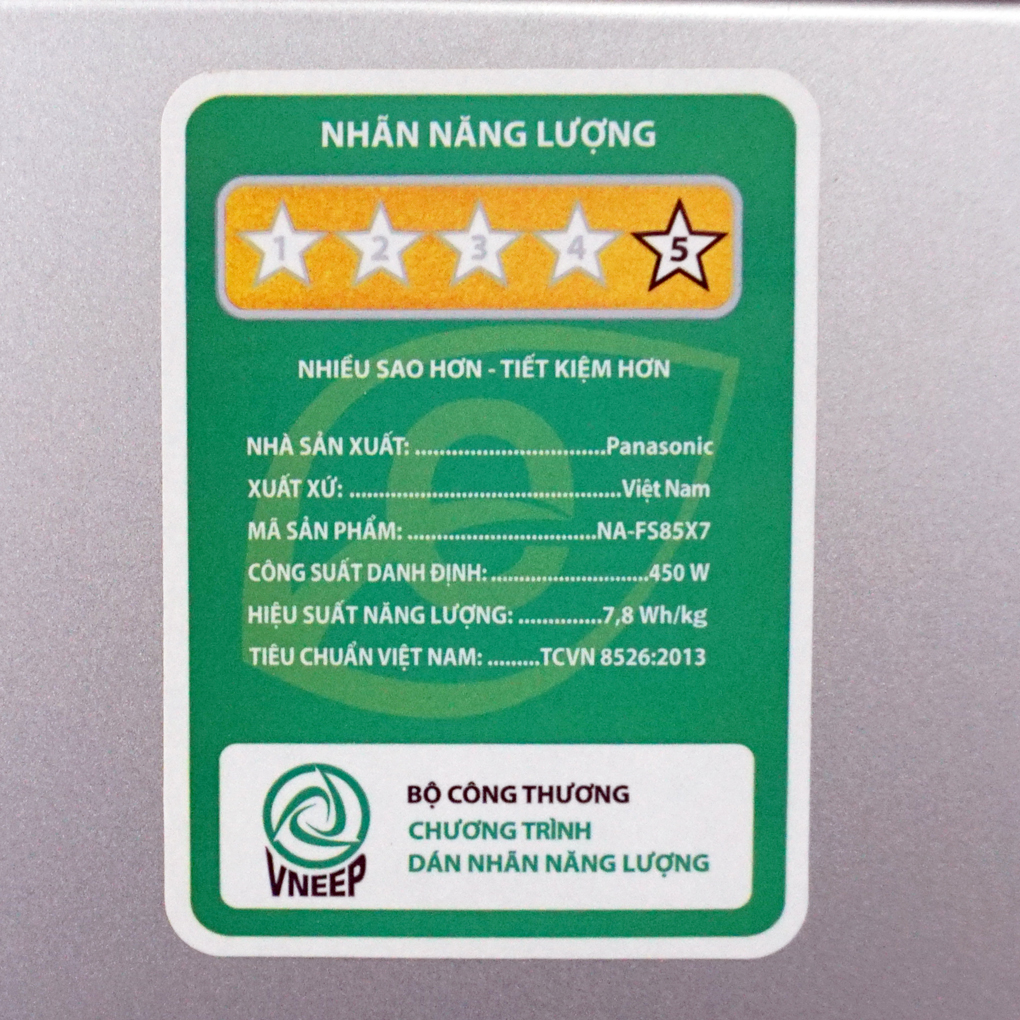 NHÃN NĂNG LƯỢNG
1 2 3 4 5
NHIỀU SAO HƠN - TIẾT KIỆM HƠN
NHÀ SẢN XUẤT: ................................Panasonic
XUẤT XỨ: ..............................................Việt Nam
MÃ SẢN PHẨM: ................................NA-FS85X7
CÔNG SUẤT DANH ĐỊNH: ...........................450 W
HIỆU SUẤT NĂNG LƯỢNG: ...............7,8 Wh/kg
TIÊU CHUẨN VIỆT NAM: .........TCVN 8526:2013
VNEEP
BỘ CÔNG THƯƠNG
CHƯƠNG TRÌNH
DÁN NHÃN NĂNG LƯỢNG